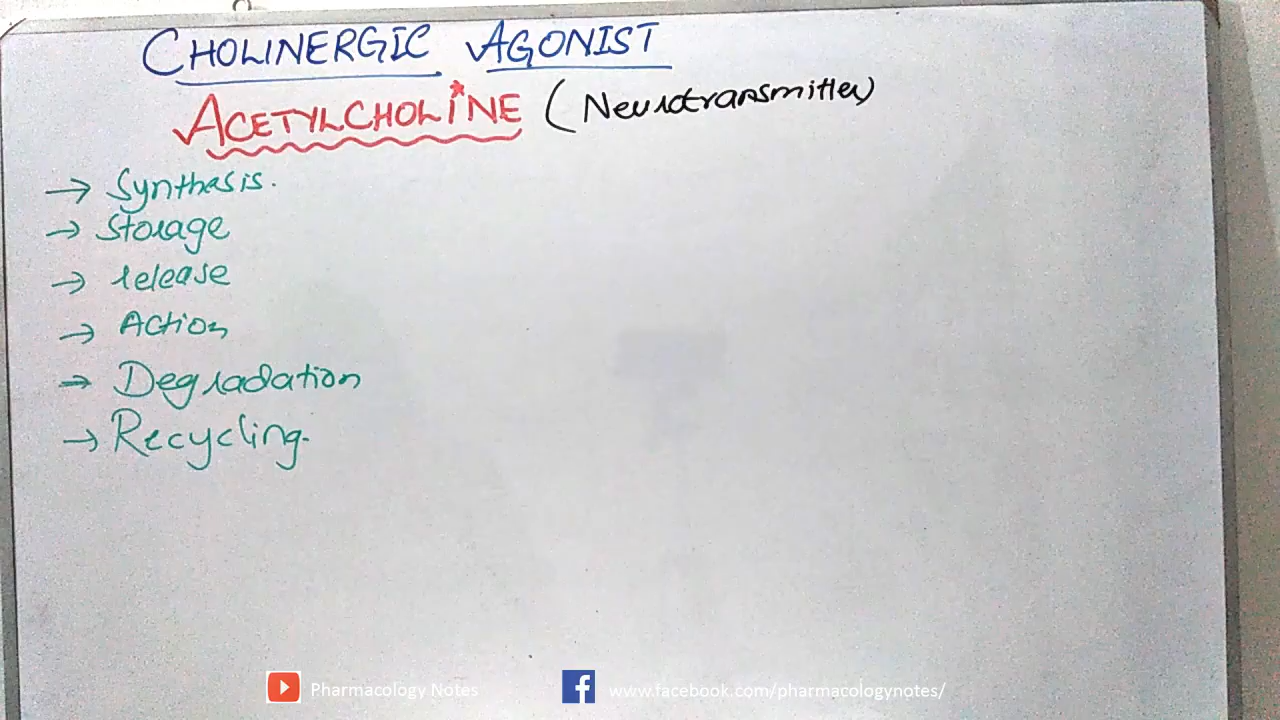 CHOLINERGIC AGONIST
ACETYLCHOLINE (Neurotransmitter)
→ Synthasis.
→ Storage
→ release
→ Action
→ Degradation
→ Recycling.
Pharmacology Notes www.facebook.com/pharmacologynotes/